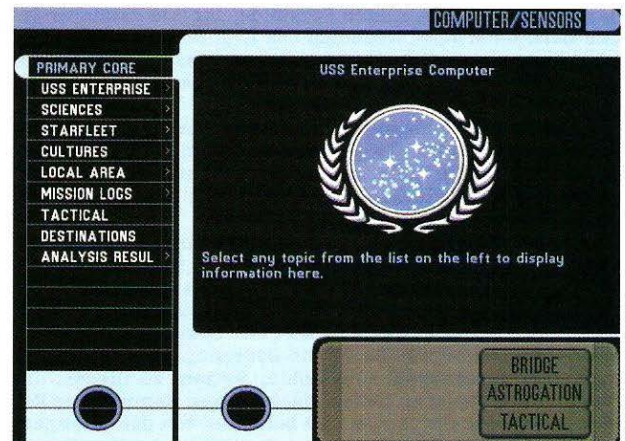 COMPUTER/SENSORS
PRIMARY CORE
USS ENTERPRISE
SCIENCES
STARFLEET
CULTURES
LOCAL AREA
MISSION LOGS
TACTICAL
DESTINATIONS
ANALYSIS RESUL
USS Enterprise Computer
Select any topic from the list on the left to display
information here.
BRIDGE
ASTROGATION
TACTICAL